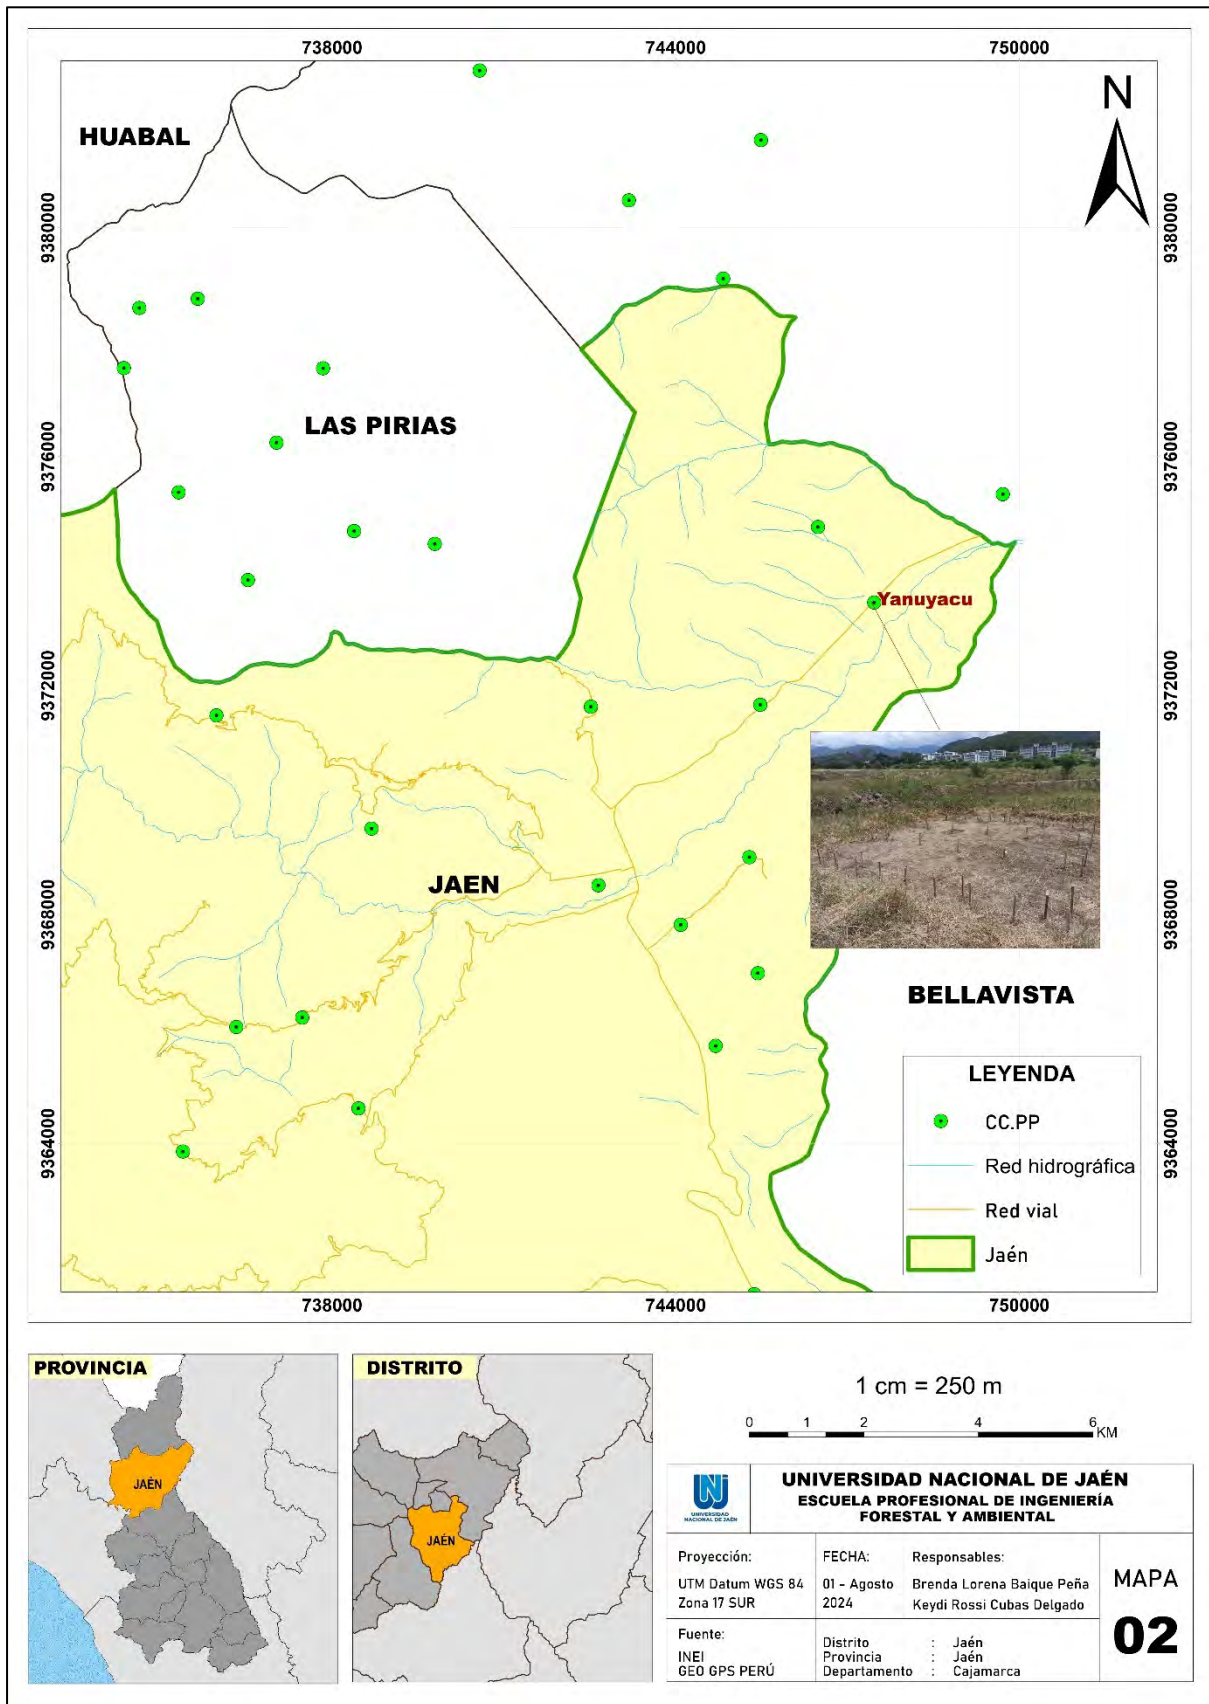 738000
744000
750000
N
HUABAL
9380000
9380000
LAS PIRIAS
9376000
9376000
Yanuyacu
9372000
9372000
JAEN
9368000
9368000
BELLAVISTA
LEYENDA
CC.PP
Red hidrográfica
Red vial
Jaén
9364000
9364000
738000
744000
750000
PROVINCIA
JAÉN
DISTRITO
JAÉN
1 cm = 250 m
0 1 2 4 6
KM
UNIVERSIDAD
NACIONAL DE JAÉN
UNIVERSIDAD NACIONAL DE JAÉN
ESCUELA PROFESIONAL DE INGENIERÍA
FORESTAL Y AMBIENTAL
Proyección:
UTM Datum WGS 84
Zona 17 SUR
FECHA:
01 - Agosto
2024
Responsables:
Brenda Lorena Baique Peña
Keydi Rossi Cubas Delgado
Fuente:
INEI
GEO GPS PERÚ
Distrito : Jaén
Provincia : Jaén
Departamento : Cajamarca
MAPA
02